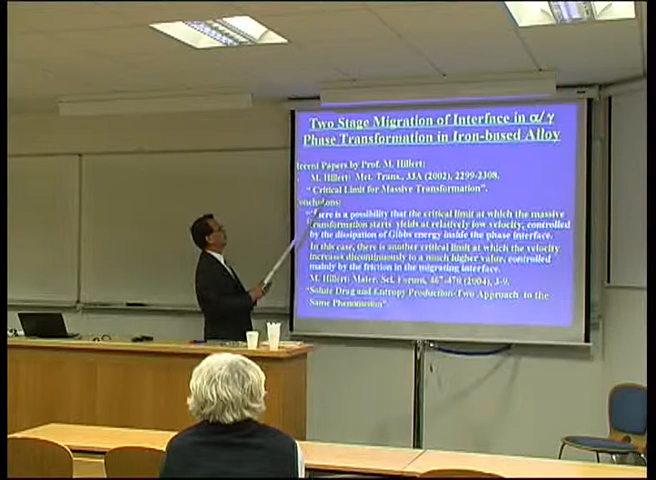 Two Stage Migration of Interface in α/γ
Phase Transformation in Iron-based Alloy
Recent Papers by Prof. M. Hillert:
M. Hillert: Met. Trans., 33A (2002), 2299-2308.
"Critical Limit for Massive Transformation".
Conclusions:
"There is a possibility that the critical limit at which the massive
transformation starts yields at relatively low velocity, controlled
by the dissipation of Gibbs energy inside the phase interface.
In this case, there is another critical limit at which the velocity
increases discontinuously to a much higher value, controlled
mainly by the friction in the migrating interface.
M. Hillert: Mater. Sci. Forum, 467-470 (2004), 3-9.
"Solute Drag and Entropy Production-Two Approach to the
Same Phenomenon".